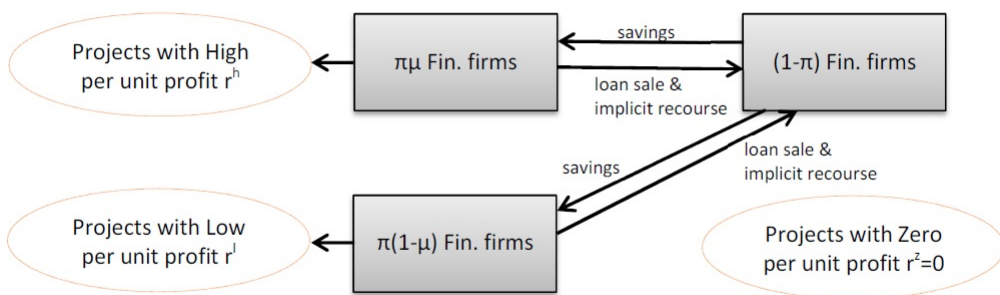 Projects with High
per unit profit r^h
πμ Fin. firms
savings
loan sale &
implicit recourse
(1-π) Fin. firms
savings
loan sale &
implicit recourse
Projects with Low
per unit profit r^l
π(1-μ) Fin. firms
Projects with Zero
per unit profit r^z=0